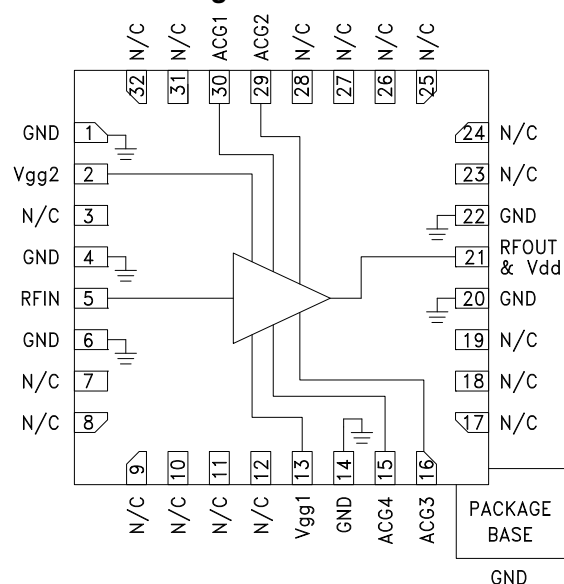 N/C
N/C
ACG1
ACG2
N/C
N/C
N/C
N/C
32
31
30
29
28
27
26
25
GND 1
Vgg2 2
N/C 3
GND 4
RFIN 5
GND 6
N/C 7
N/C 8
24 N/C
23 N/C
22 GND
21 RFOUT
& Vdd
20 GND
19 N/C
18 N/C
17 N/C
9
10
11
12
13
14
15
16
N/C
N/C
N/C
N/C
Vgg1
GND
ACG4
ACG3
PACKAGE
BASE
GND